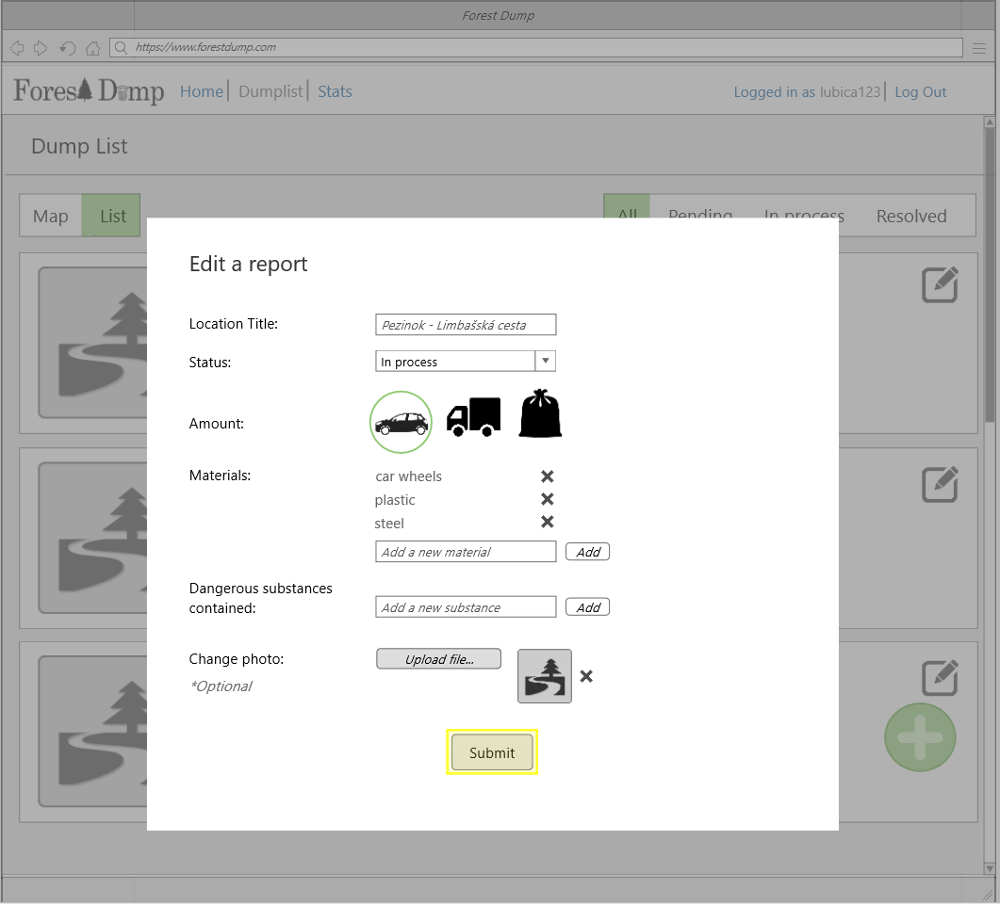 Forest Dump
https://www.forestdump.com
Forest Dump Home Dumplist Stats Logged in as lubica123 Log Out
Dump List
Map List All Pending In process Resolved
Edit a report
Location Title: Pezinok - Limbašská cesta
Status: In process
Amount:
Materials: car wheels
plastic
steel
Add a new material Add
Dangerous substances
contained: Add a new substance Add
Change photo: Upload file...
*Optional
Submit